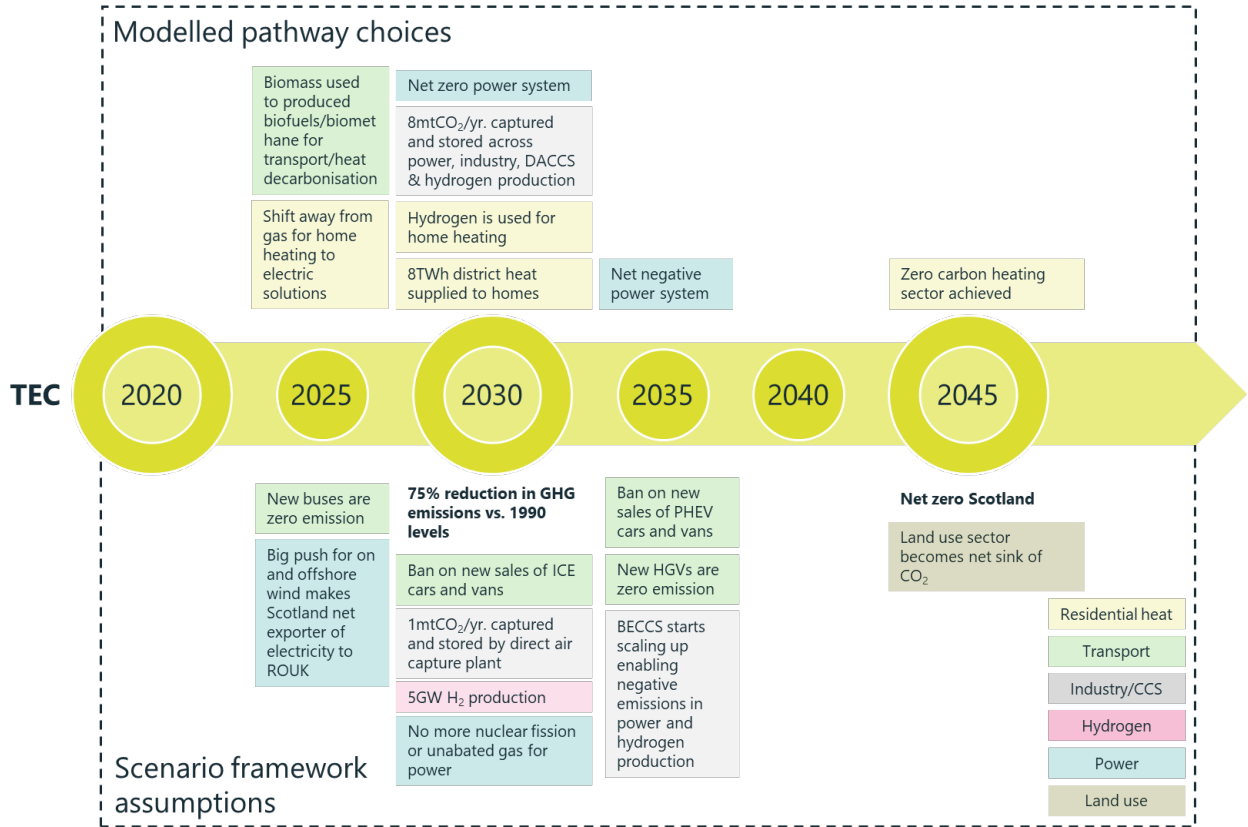 Modelled pathway choices
Biomass used
to produced
biofuels/biomet
hane for
transport/heat
decarbonisation
Shift away from
gas for home
heating to
electric
solutions
Net zero power system
8mtCO₂/yr. captured
and stored across
power, industry, DACCS
& hydrogen production
Hydrogen is used for
home heating
8TWh district heat
supplied to homes
Net negative
power system
Zero carbon heating
sector achieved
TEC
2020
2025
2030
2035
2040
2045
New buses are
zero emission
Big push for on
and offshore
wind makes
Scotland net
exporter of
electricity to
ROUK
75% reduction in GHG
emissions vs. 1990
levels
Ban on new sales of ICE
cars and vans
1mtCO₂/yr. captured
and stored by direct air
capture plant
5GW H₂ production
No more nuclear fission
or unabated gas for
power
Ban on new
sales of PHEV
cars and vans
New HGVs are
zero emission
BECCS starts
scaling up
enabling
negative
emissions in
power and
hydrogen
production
Net zero Scotland
Land use sector
becomes net sink of
CO₂
Residential heat
Transport
Industry/CCS
Hydrogen
Power
Land use
Scenario framework
assumptions